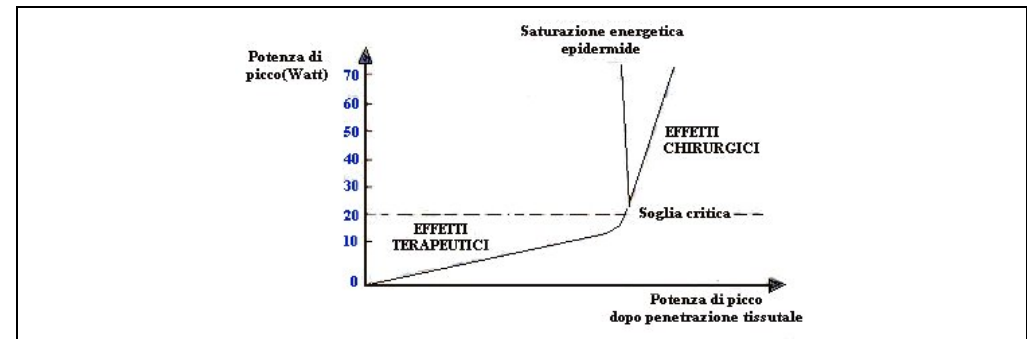 Saturazione energetica
epidermide
Potenza di
picco(Watt)
70
60
50
40
30
20
10
0
EFFETTI
CHIRURGICI
Soglia critica
EFFETTI
TERAPEUTICI
Potenza di picco
dopo penetrazione tissutale